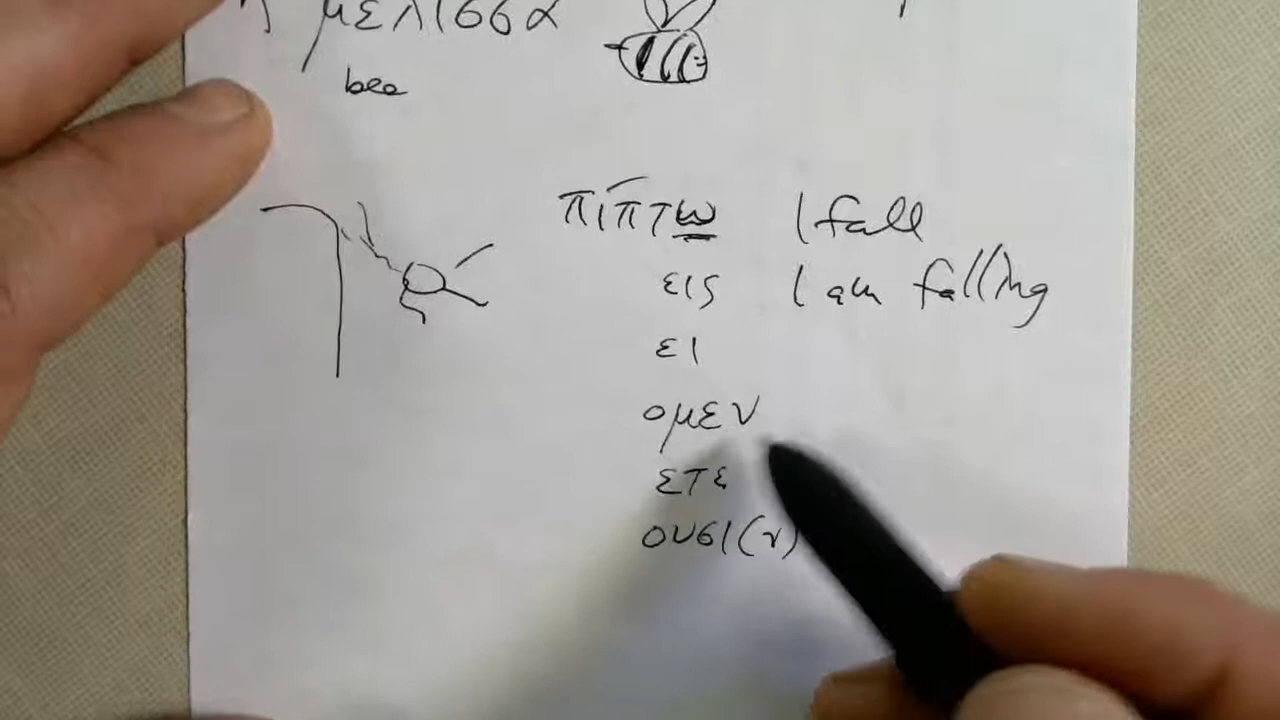 ἡ μελισσα
bee
πιπτω I fall
εις I am falling
ει
ομεν
ετε
ουσι(ν)